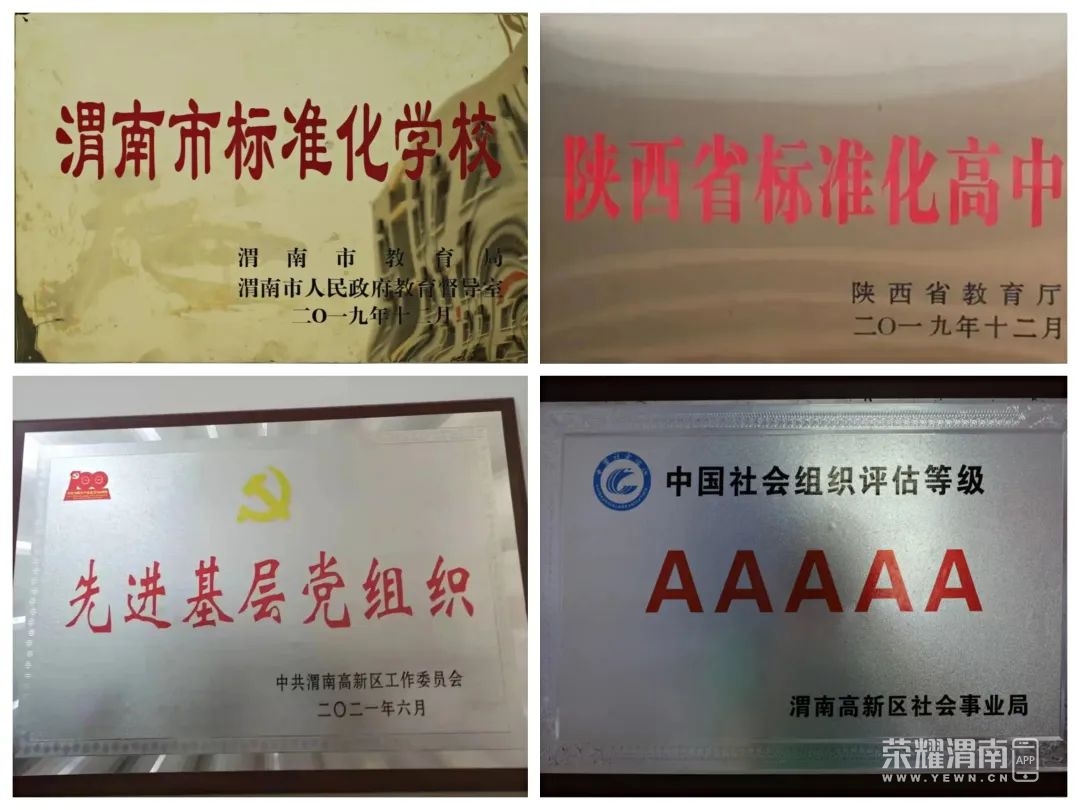 渭南市标准化学校
渭南市教育局
渭南市人民政府教育督导室
二〇一九年十二月
陕西省标准化高中
陕西省教育厅
二〇一九年十二月
100
先进基层党组织
中共渭南高新区工作委员会
二〇二一年六月
中国社会组织评估等级
AAAAA
渭南高新区社会事业局
荣耀渭南 APP
WWW.YEWN.CN